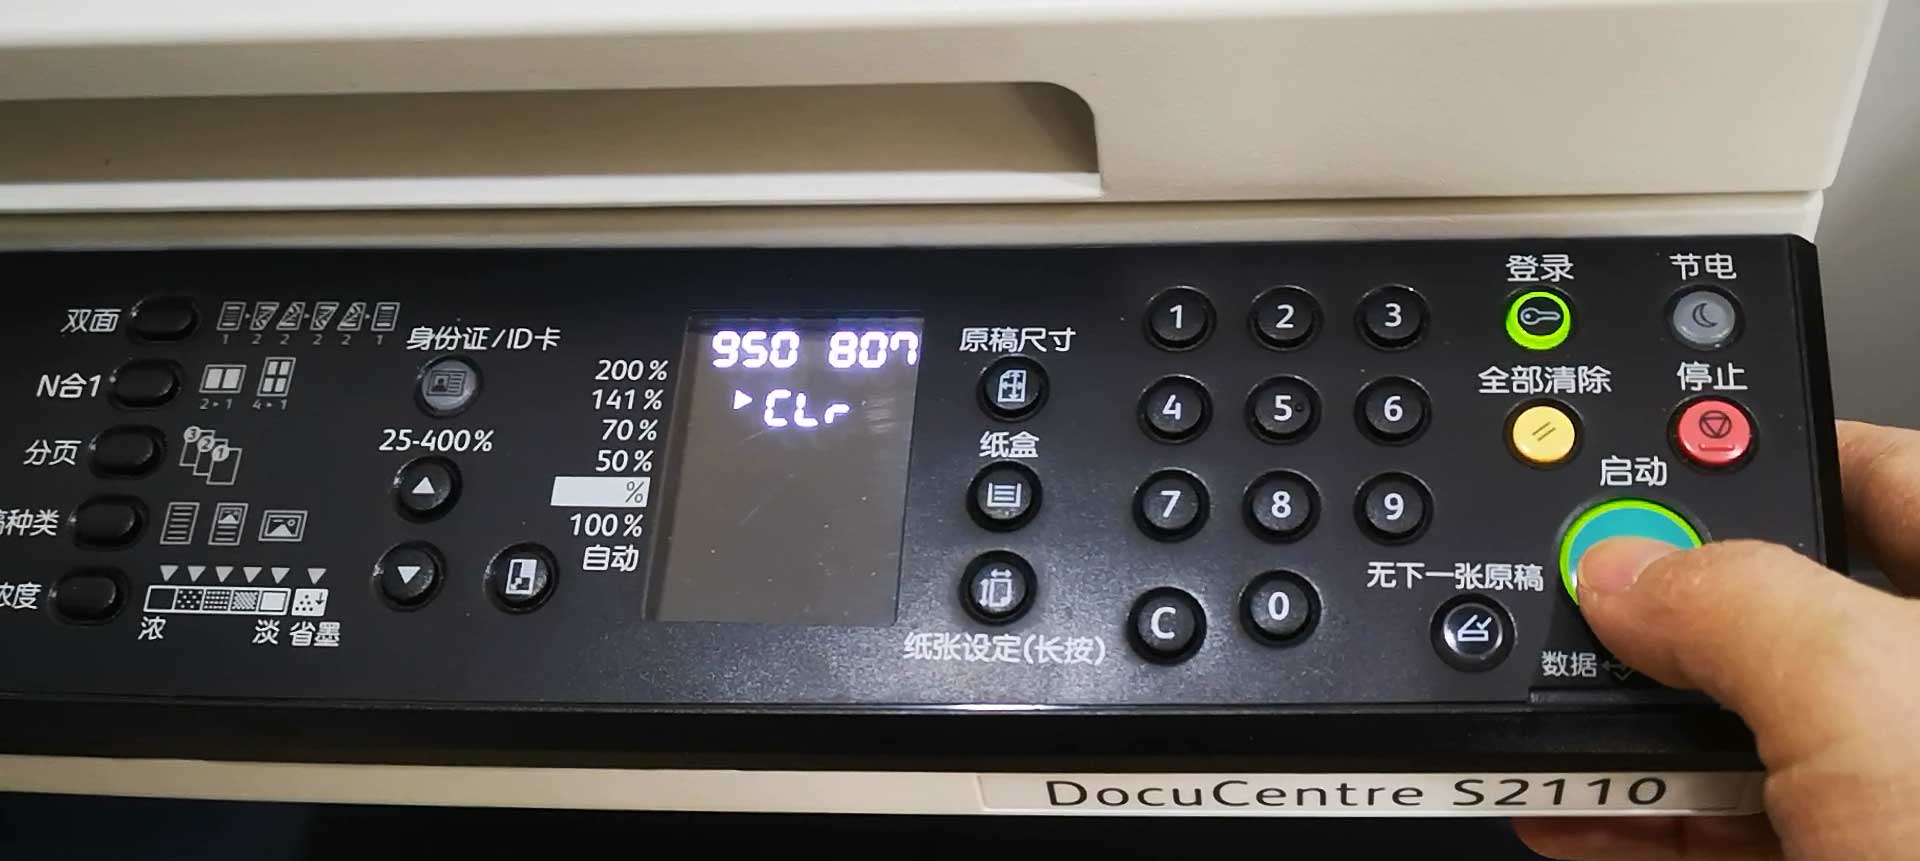 双面
1 2 2 2 2 1
N合1
2▸1 4▸1
分页
3 2 1
种类
浓度
浓 淡 省墨
身份证/ID卡
25-400%
200%
141%
70%
50%
%
100%
自动
950 807
CLr
原稿尺寸
纸盒
纸张设定(长按)
1 2 3
4 5 6
7 8 9
C 0
登录
节电
全部清除
停止
启动
无下一张原稿
数据
DocuCentre S2110